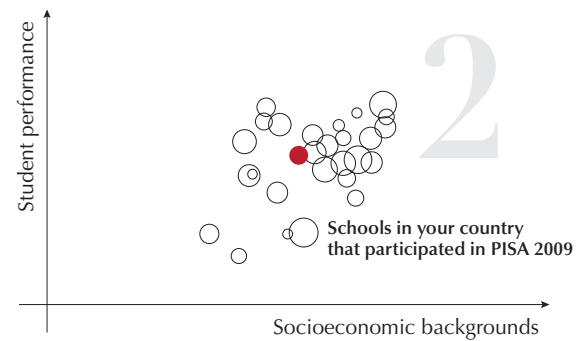 Student performance
2
Schools in your country
that participated in PISA 2009
Socioeconomic backgrounds